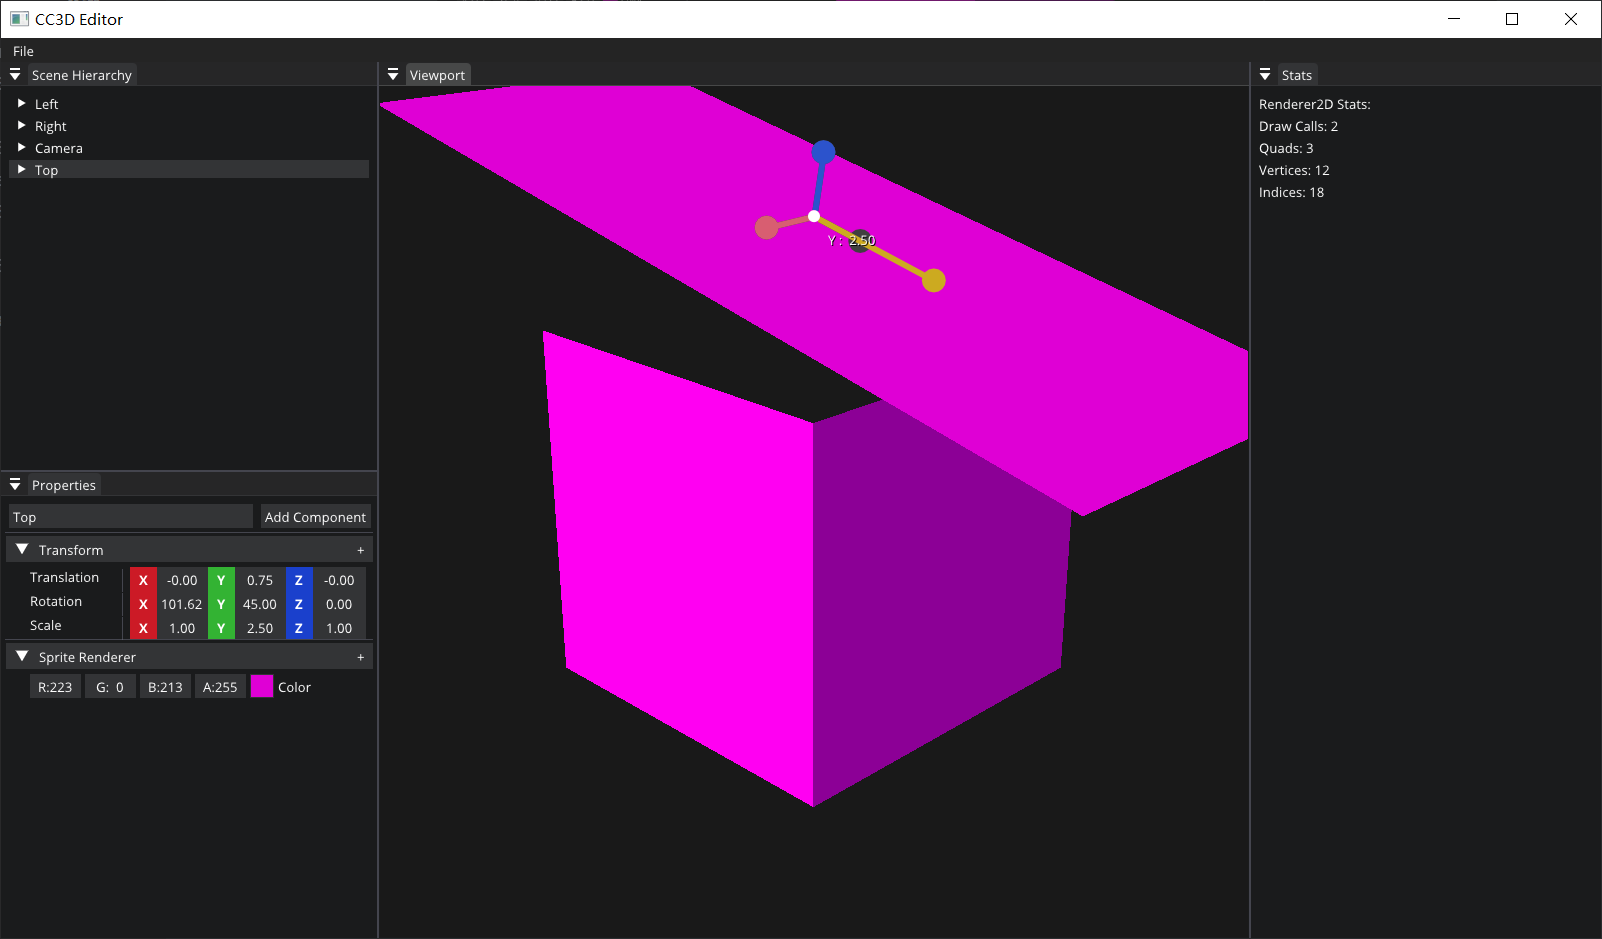 CC3D Editor
File
Scene Hierarchy
Left
Right
Camera
Top
Viewport
Y : 2.50
Stats
Renderer2D Stats:
Draw Calls: 2
Quads: 3
Vertices: 12
Indices: 18
Properties
Top Add Component
Transform +
Translation X -0.00 Y 0.75 Z -0.00
Rotation X 101.62 Y 45.00 Z 0.00
Scale X 1.00 Y 2.50 Z 1.00
Sprite Renderer +
R:223 G: 0 B:213 A:255 Color